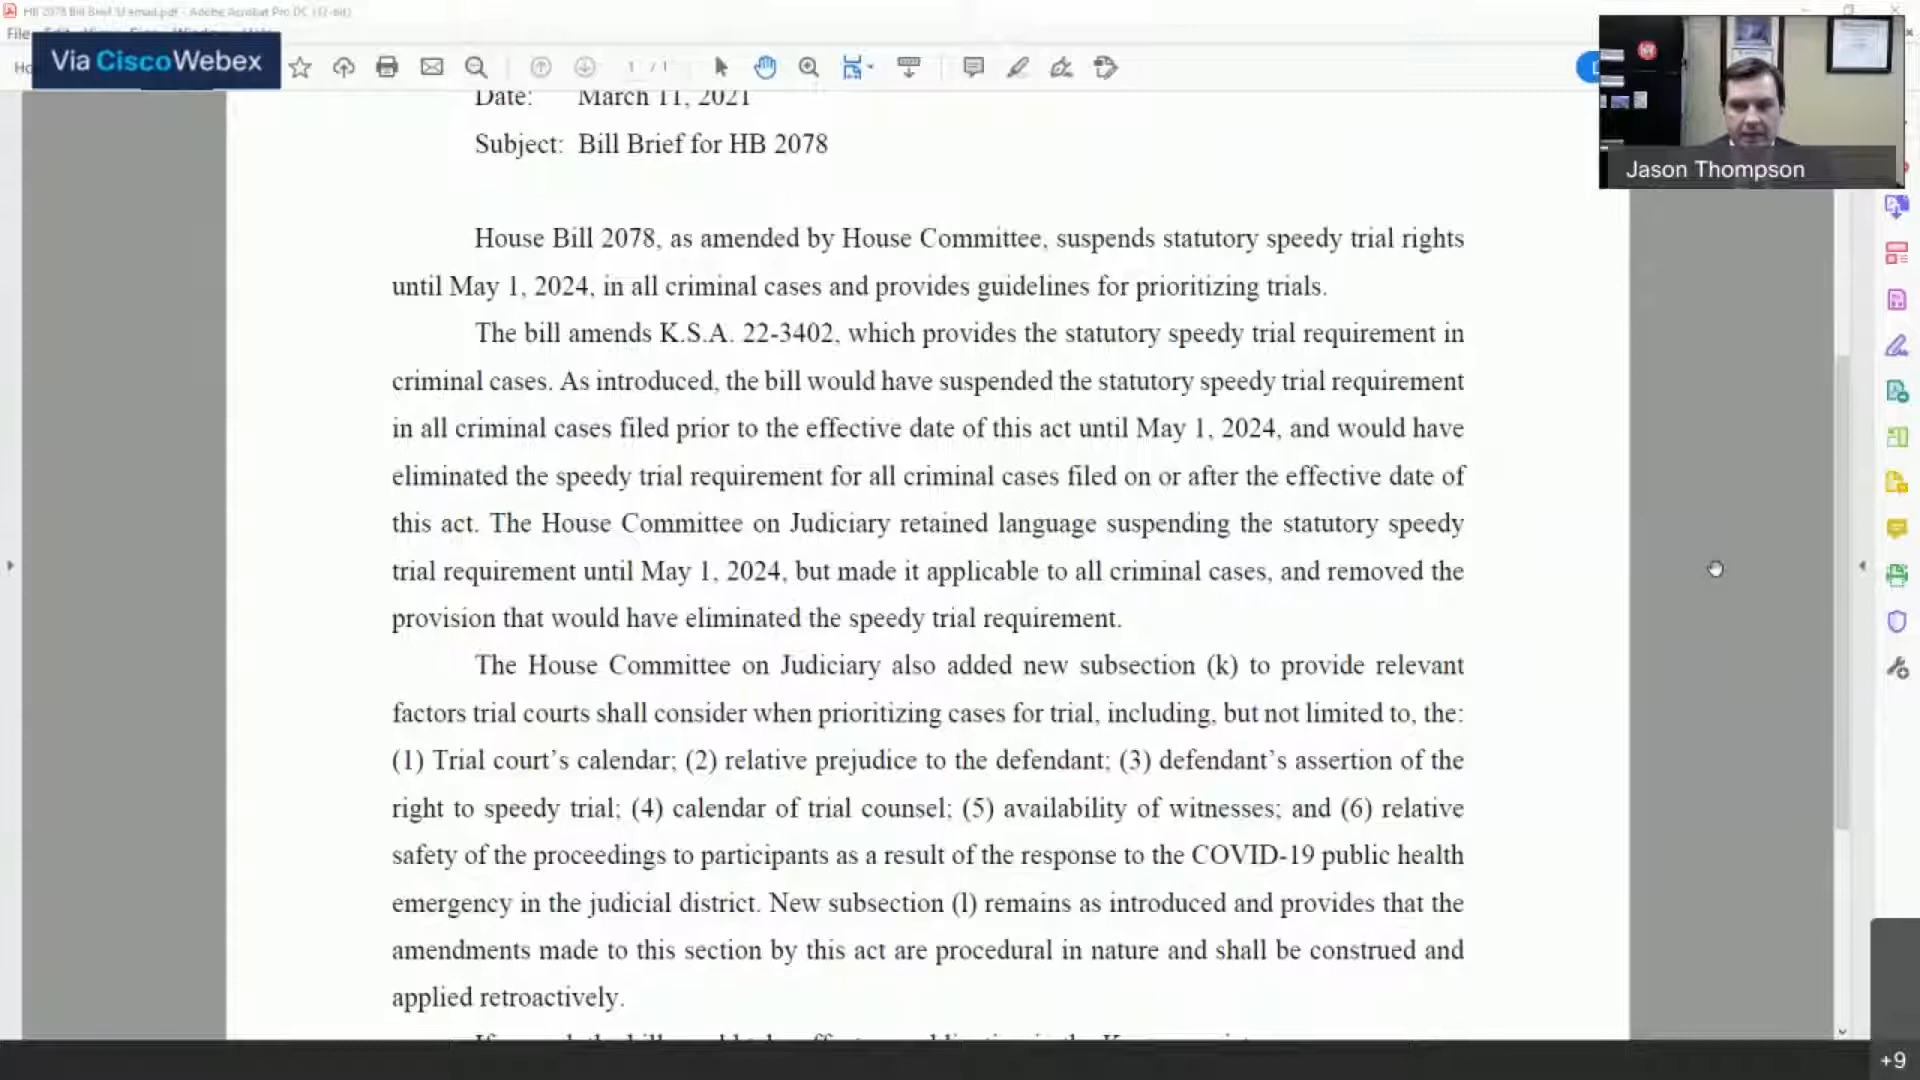 HB 2078 Bill Brief - Adobe Acrobat Pro DC (32-bit)
File
Via CiscoWebex
1 / 1
Jason Thompson
Date: March 11, 2021
Subject: Bill Brief for HB 2078
House Bill 2078, as amended by House Committee, suspends statutory speedy trial rights
until May 1, 2024, in all criminal cases and provides guidelines for prioritizing trials.
The bill amends K.S.A. 22-3402, which provides the statutory speedy trial requirement in
criminal cases. As introduced, the bill would have suspended the statutory speedy trial requirement
in all criminal cases filed prior to the effective date of this act until May 1, 2024, and would have
eliminated the speedy trial requirement for all criminal cases filed on or after the effective date of
this act. The House Committee on Judiciary retained language suspending the statutory speedy
trial requirement until May 1, 2024, but made it applicable to all criminal cases, and removed the
provision that would have eliminated the speedy trial requirement.
The House Committee on Judiciary also added new subsection (k) to provide relevant
factors trial courts shall consider when prioritizing cases for trial, including, but not limited to, the:
(1) Trial court’s calendar; (2) relative prejudice to the defendant; (3) defendant’s assertion of the
right to speedy trial; (4) calendar of trial counsel; (5) availability of witnesses; and (6) relative
safety of the proceedings to participants as a result of the response to the COVID-19 public health
emergency in the judicial district. New subsection (l) remains as introduced and provides that the
amendments made to this section by this act are procedural in nature and shall be construed and
applied retroactively.
+9